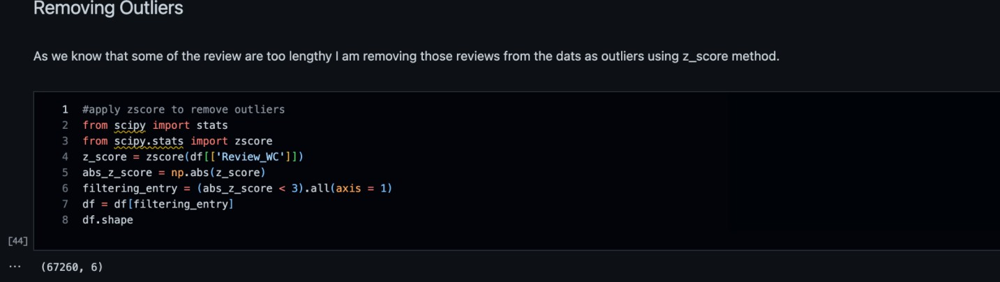 Removing Outliers
As we know that some of the review are too lengthy I am removing those reviews from the dats as outliers using z_score method.
1 #apply zscore to remove outliers
2 from scipy import stats
3 from scipy.stats import zscore
4 z_score = zscore(df[['Review_WC']])
5 abs_z_score = np.abs(z_score)
6 filtering_entry = (abs_z_score < 3).all(axis = 1)
7 df = df[filtering_entry]
8 df.shape
[44]
... (67260, 6)